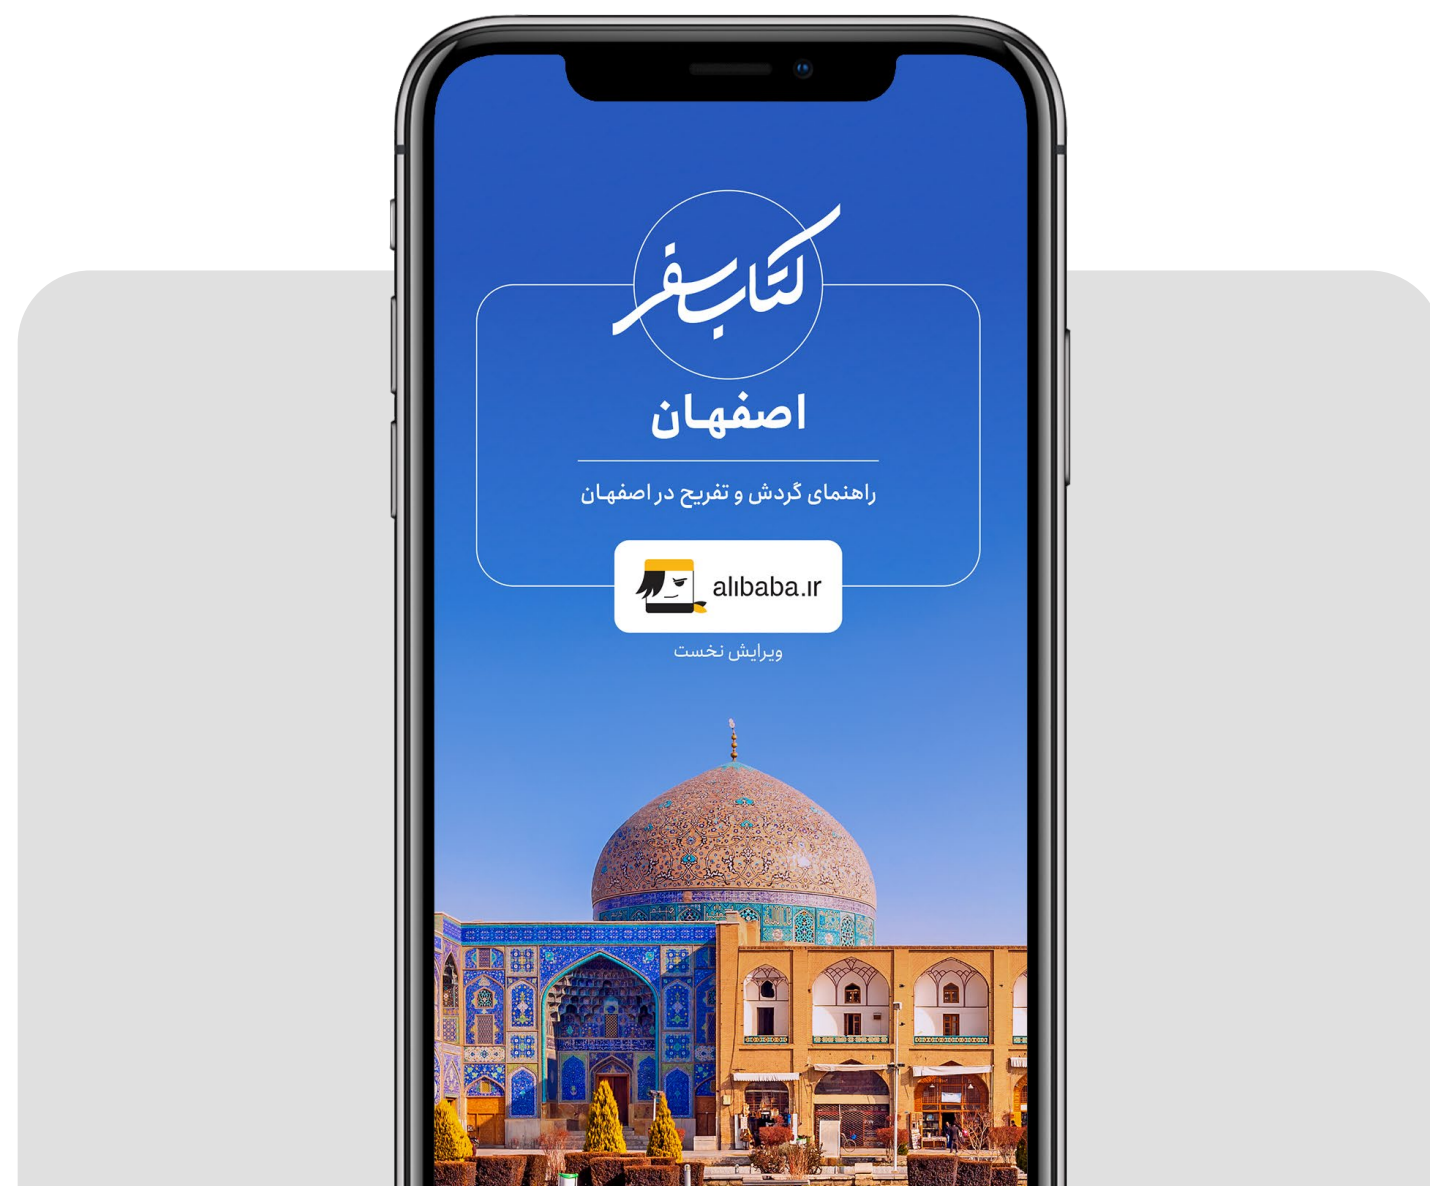 کتاب سفر
اصفهان
راهنمای گردش و تفریح در اصفهان
alibaba.ir
ویرایش نخست